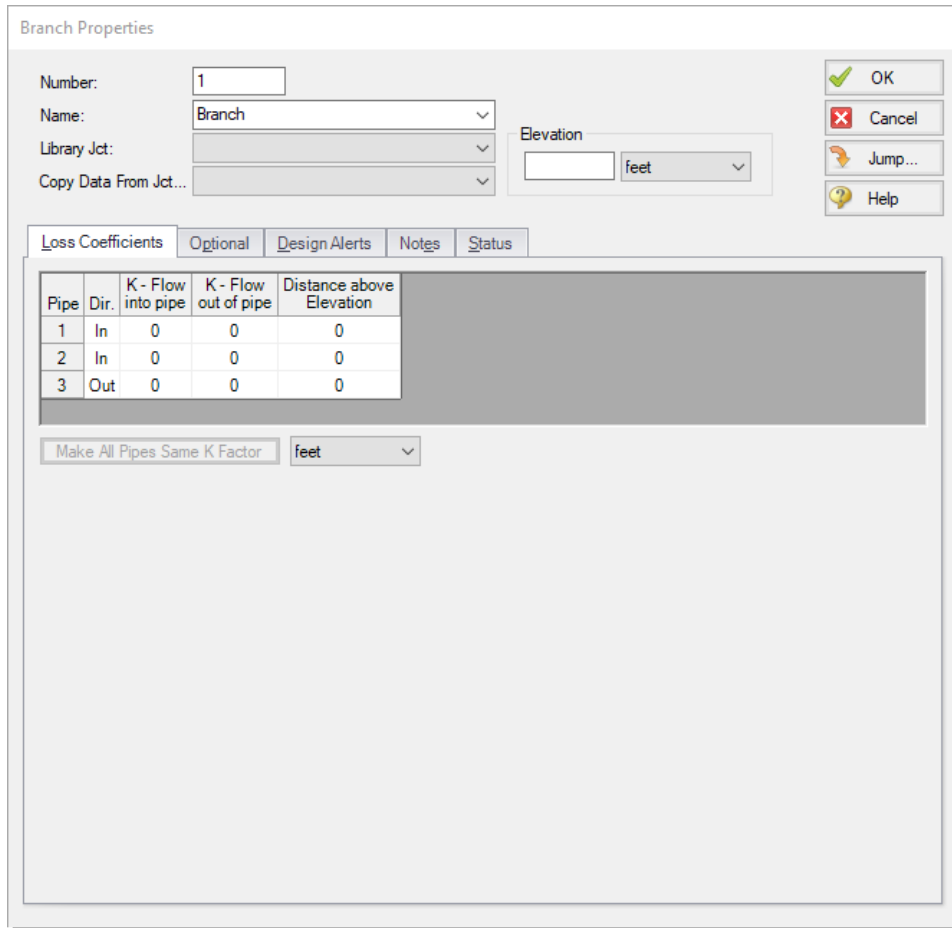 Branch Properties
Number: 1
OK
Name: Branch
Cancel
Library Jct:
Elevation
feet
Jump...
Copy Data From Jct...
Help
Loss Coefficients Optional Design Alerts Notes Status
Pipe Dir. K - Flow into pipe K - Flow out of pipe Distance above Elevation
1 In 0 0 0
2 In 0 0 0
3 Out 0 0 0
Make All Pipes Same K Factor feet